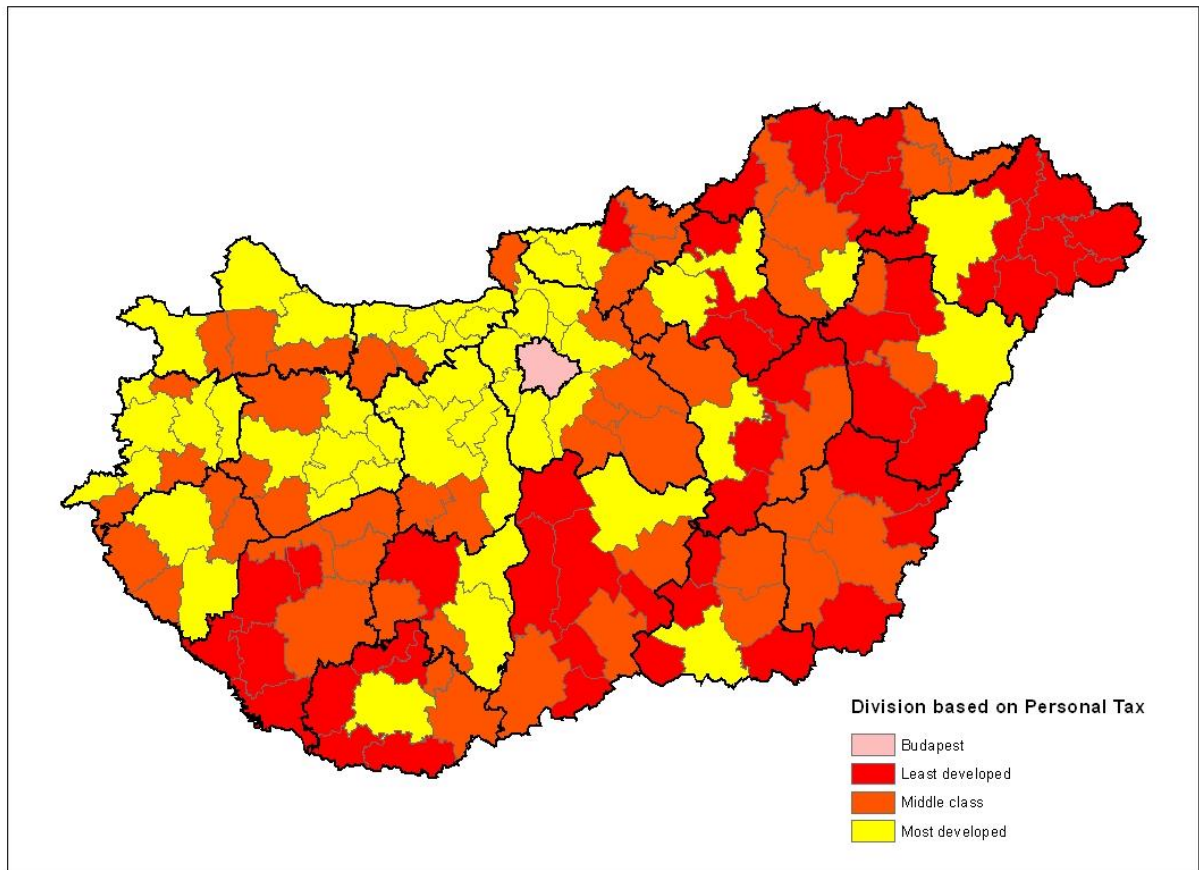 Division based on Personal Tax
Budapest
Least developed
Middle class
Most developed